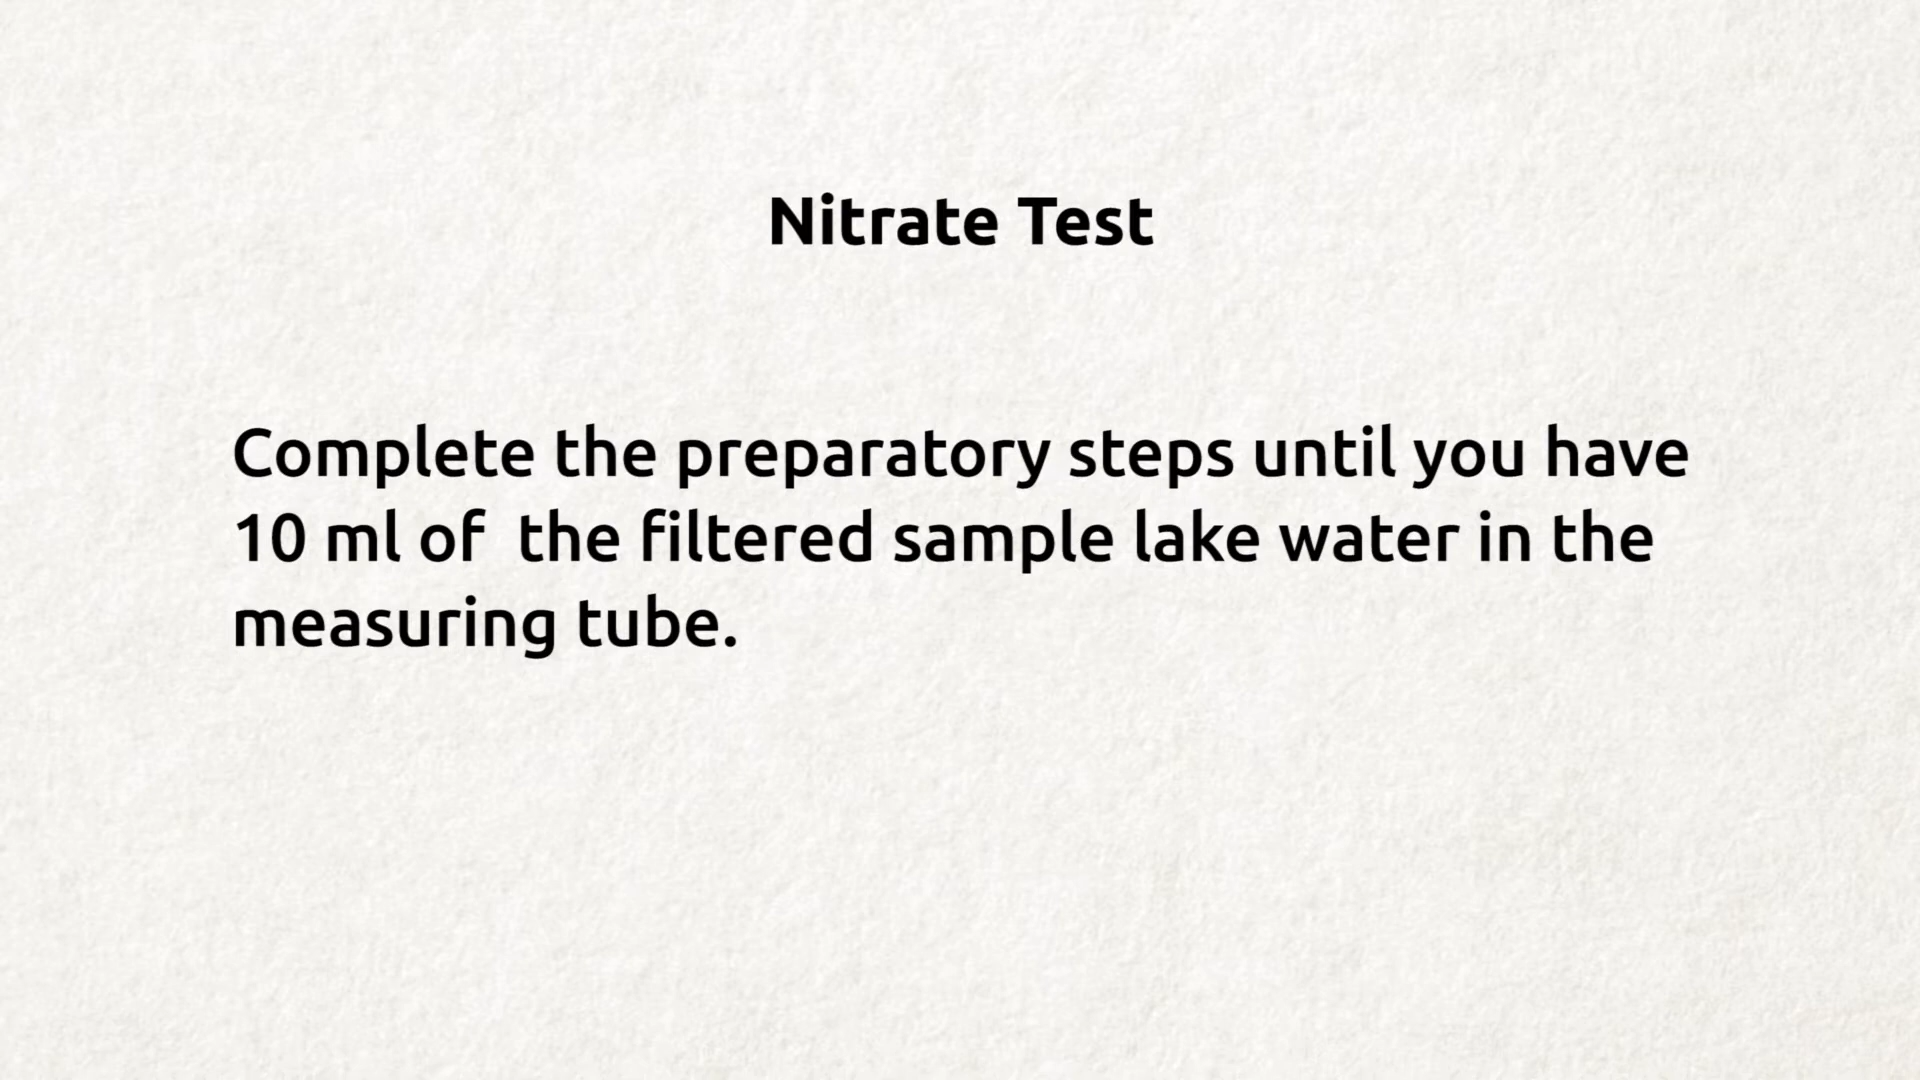 Nitrate Test
Complete the preparatory steps until you have
10 ml of  the filtered sample lake water in the
measuring tube.